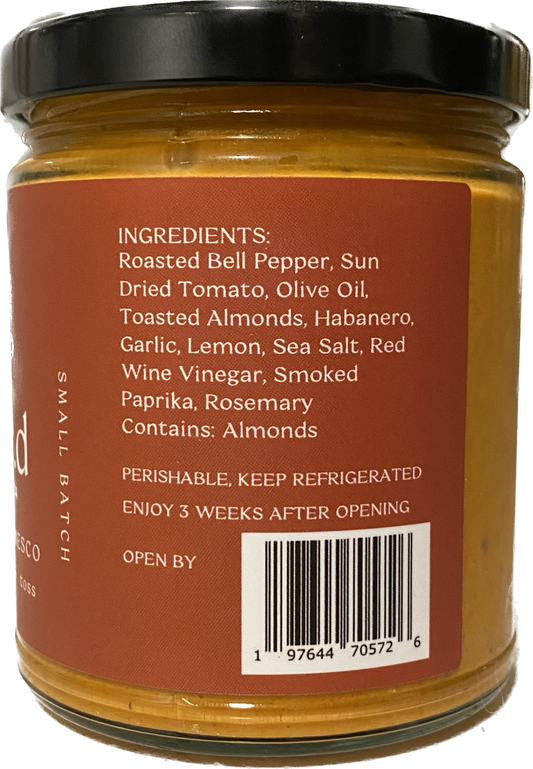 INGREDIENTS:
Roasted Bell Pepper, Sun
Dried Tomato, Olive Oil,
Toasted Almonds, Habanero,
Garlic, Lemon, Sea Salt, Red
Wine Vinegar, Smoked
Paprika, Rosemary
Contains: Almonds
PERISHABLE, KEEP REFRIGERATED
ENJOY 3 WEEKS AFTER OPENING
OPEN BY
1 97644 70572 6
SMALL BATCH
toss